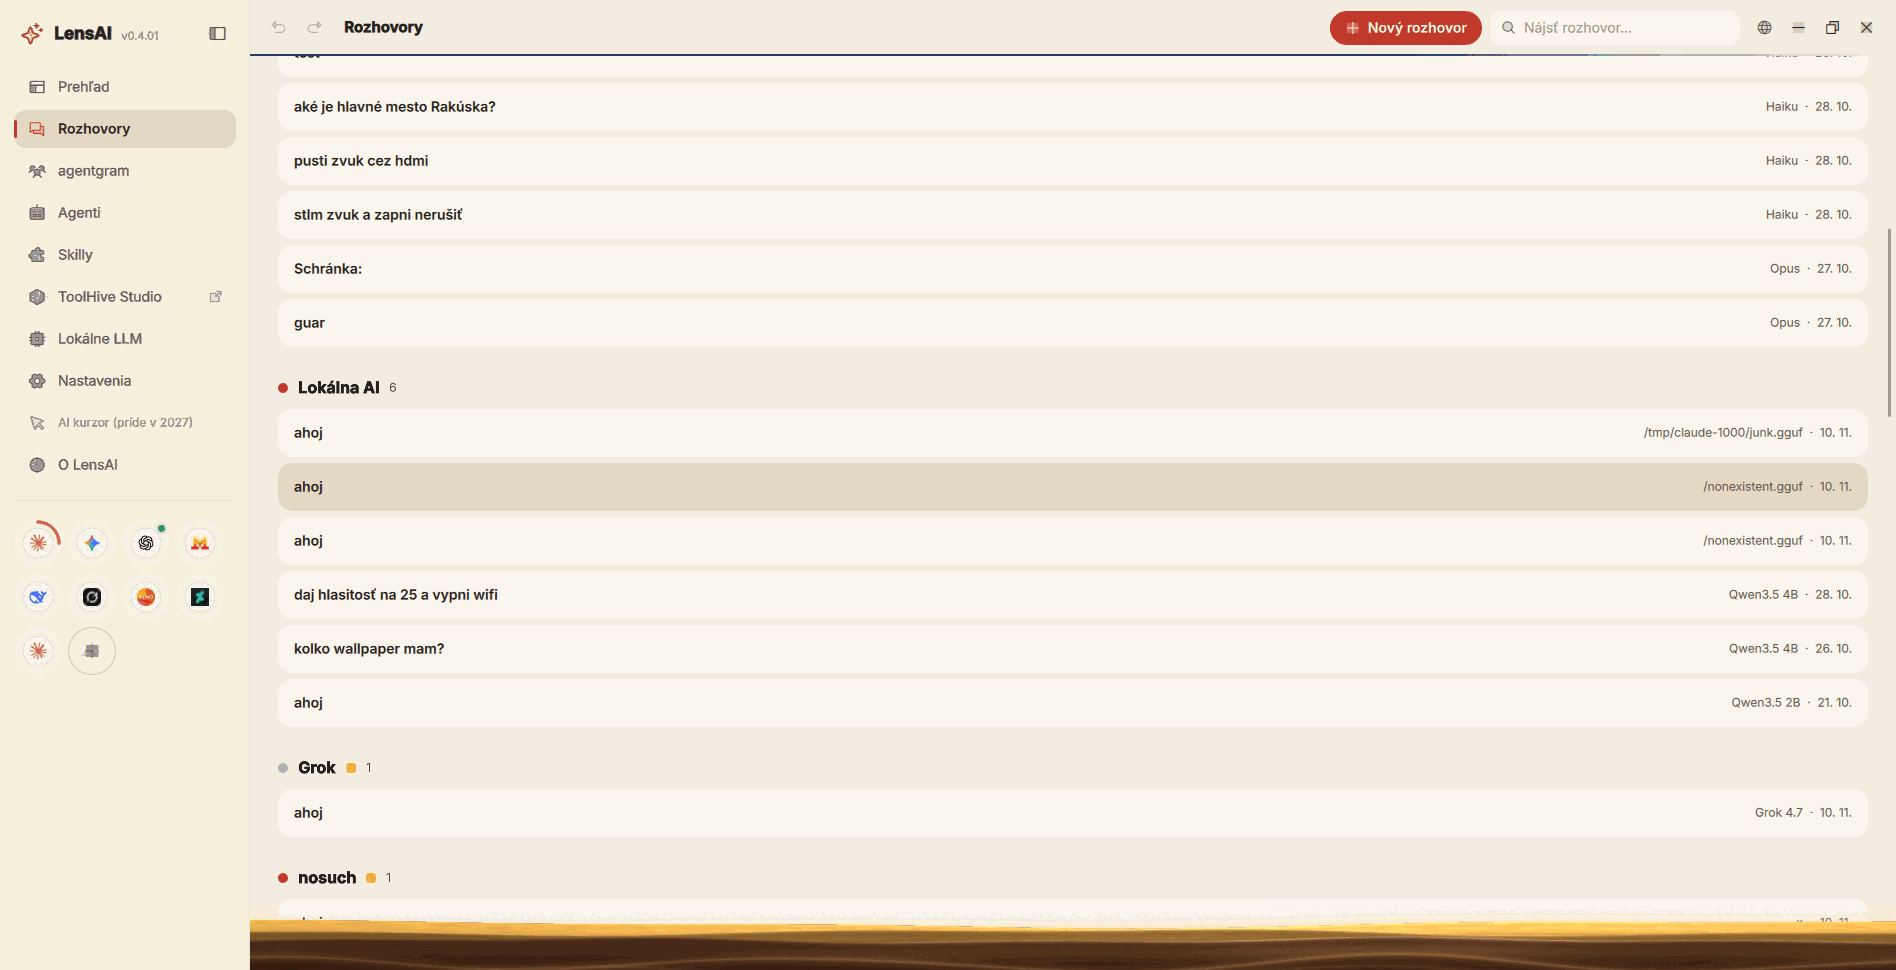 LensAI v0.4.01
Prehľad
Rozhovory
agentgram
Agenti
Skilly
ToolHive Studio
Lokálne LLM
Nastavenia
AI kurzor (príde v 2027)
O LensAI
Rozhovory
Nový rozhovor
Nájsť rozhovor...
aké je hlavné mesto Rakúska? Haiku · 28. 10.
pusti zvuk cez hdmi Haiku · 28. 10.
stlm zvuk a zapni nerušiť Haiku · 28. 10.
Schránka: Opus · 27. 10.
guar Opus · 27. 10.
Lokálna AI 6
ahoj /tmp/claude-1000/junk.gguf · 10. 11.
ahoj /nonexistent.gguf · 10. 11.
ahoj /nonexistent.gguf · 10. 11.
daj hlasitosť na 25 a vypni wifi Qwen3.5 4B · 28. 10.
kolko wallpaper mam? Qwen3.5 4B · 26. 10.
ahoj Qwen3.5 2B · 21. 10.
Grok 1
ahoj Grok 4.7 · 10. 11.
nosuch 1